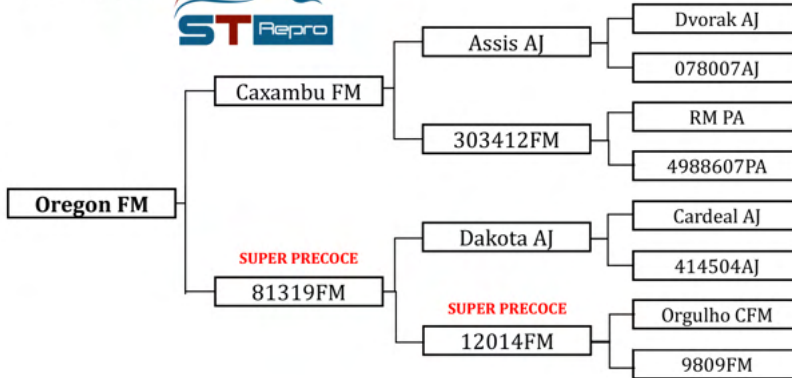 ST Repro
Dvorak AJ
Assis AJ
078007AJ
Caxambu FM
RM PA
303412FM
4988607PA
Oregon FM
Cardeal AJ
Dakota AJ
SUPER PRECOCE
414504AJ
81319FM
SUPER PRECOCE
Orgulho CFM
12014FM
9809FM